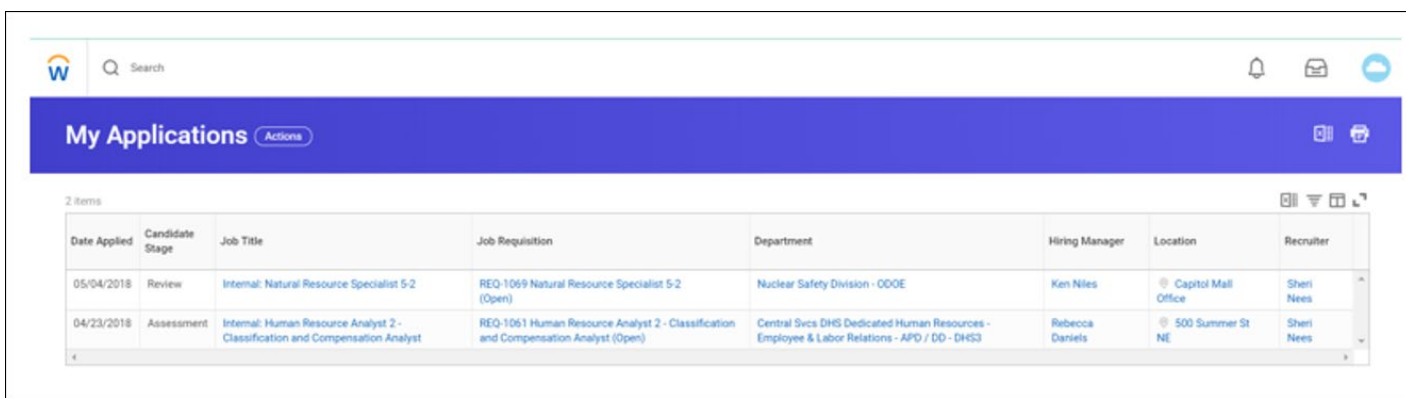 W
Search
My Applications Actions
2 items
Date Applied Candidate Stage Job Title Job Requisition Department Hiring Manager Location Recruiter
05/04/2018 Review Internal: Natural Resource Specialist 5-2 REQ-1069 Natural Resource Specialist 5-2 (Open) Nuclear Safety Division - ODOE Ken Niles Capitol Mall Office Sheri Nees
04/23/2018 Assessment Internal: Human Resource Analyst 2 - Classification and Compensation Analyst REQ-1061 Human Resource Analyst 2 - Classification and Compensation Analyst (Open) Central Svcs DHS Dedicated Human Resources - Employee & Labor Relations - APD / DD - DHS3 Rebecca Daniels 500 Summer St NE Sheri Nees